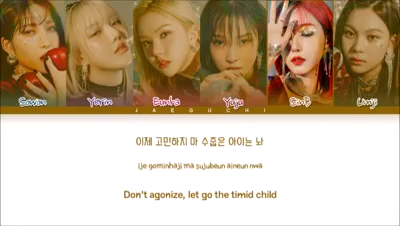 Sowon Yerin Eunha Yuju SinB Umji
JAEGUCHI
이제 고민하지 마 수줍은 아이는 놔
ije gominhaji ma sujubeun aineun nwa
Don't agonize, let go the timid child